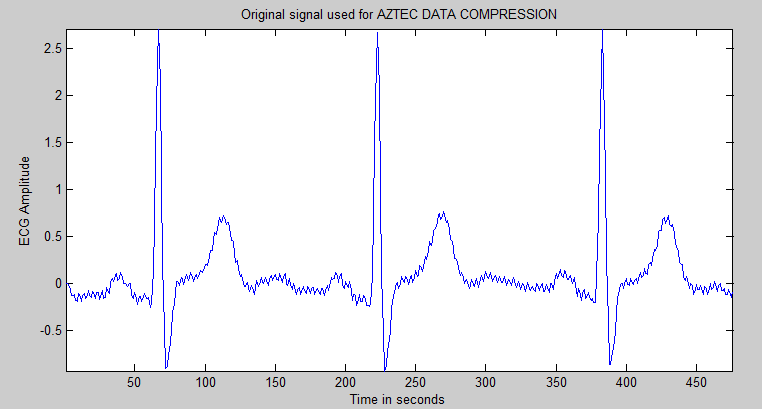 Original signal used for AZTEC DATA COMPRESSION
ECG Amplitude
2.5
2
1.5
1
0.5
0
-0.5
50 100 150 200 250 300 350 400 450
Time in seconds